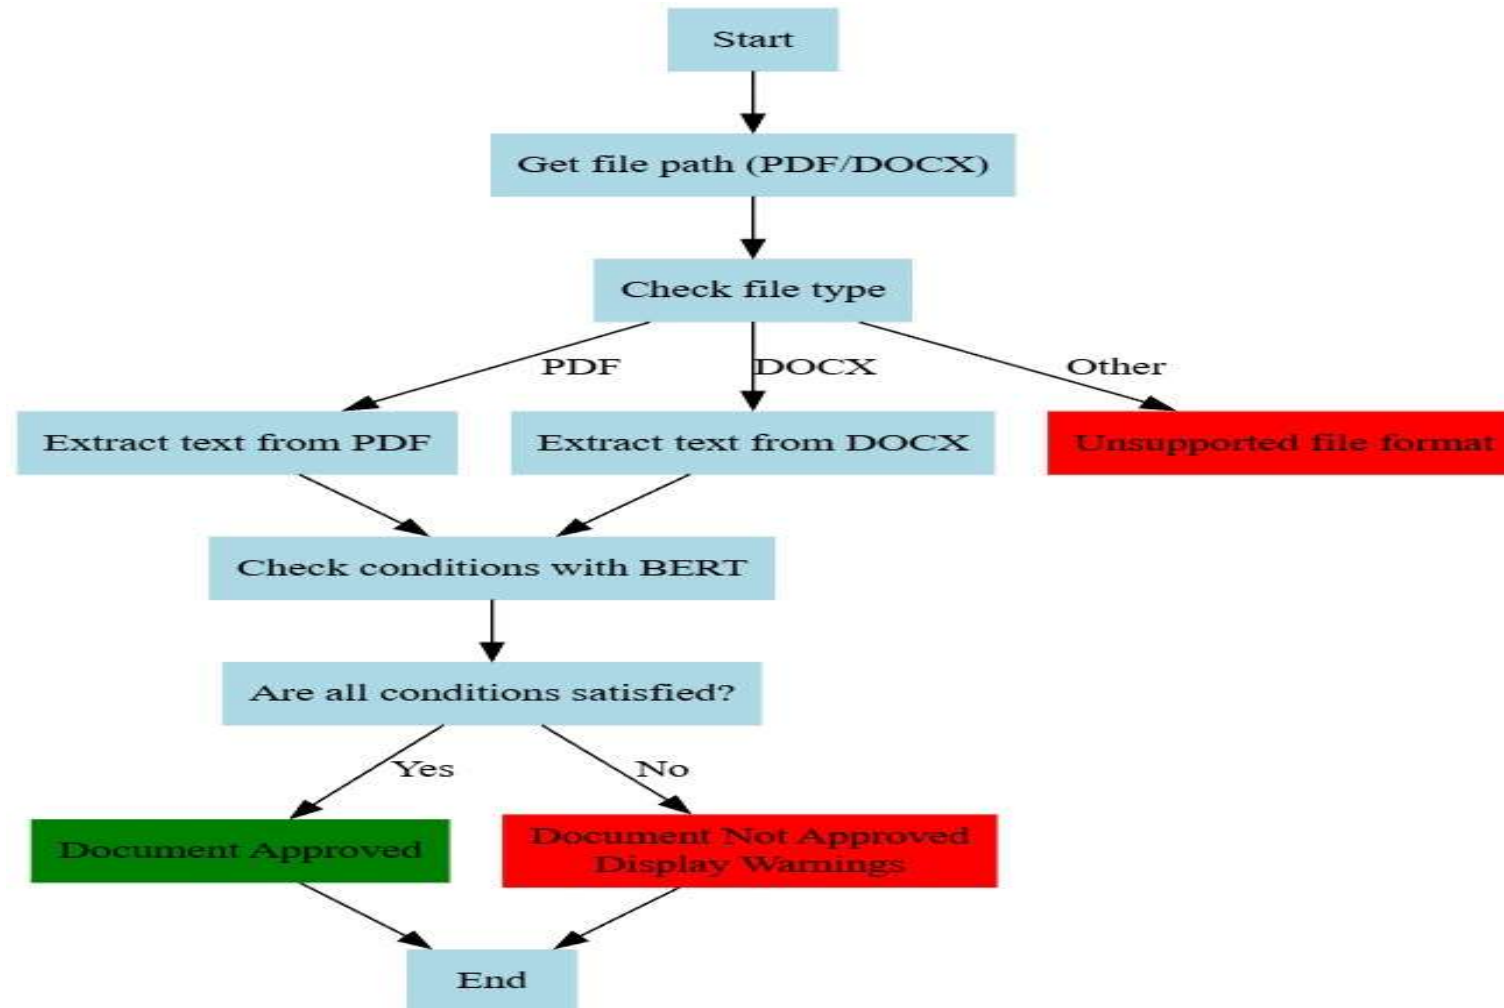 Start
Get file path (PDF/DOCX)
Check file type
PDF
DOCX
Other
Extract text from PDF
Extract text from DOCX
Unsupported file format
Check conditions with BERT
Are all conditions satisfied?
Yes
No
Document Approved
Document Not Approved
Display Warnings
End